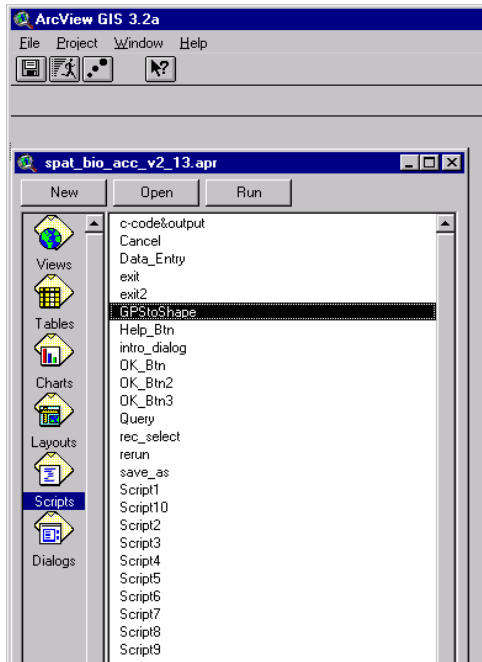 ArcView GIS 3.2a
File Project Window Help
spat_bio_acc_v2_13.apr
New Open Run
Views
Tables
Charts
Layouts
Scripts
Dialogs
c-code&output
Cancel
Data_Entry
exit
exit2
GPStoShape
Help_Btn
intro_dialog
OK_Btn
OK_Btn2
OK_Btn3
Query
rec_select
rerun
save_as
Script1
Script10
Script2
Script3
Script4
Script5
Script6
Script7
Script8
Script9